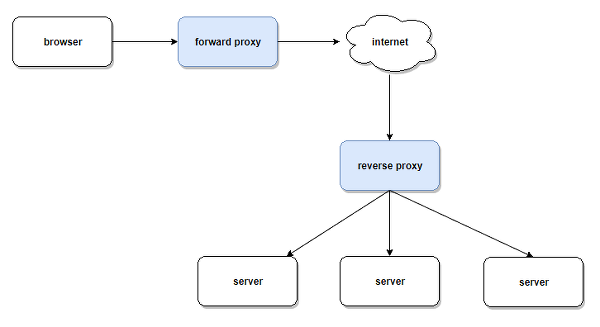 browser
forward proxy
internet
reverse proxy
server
server
server